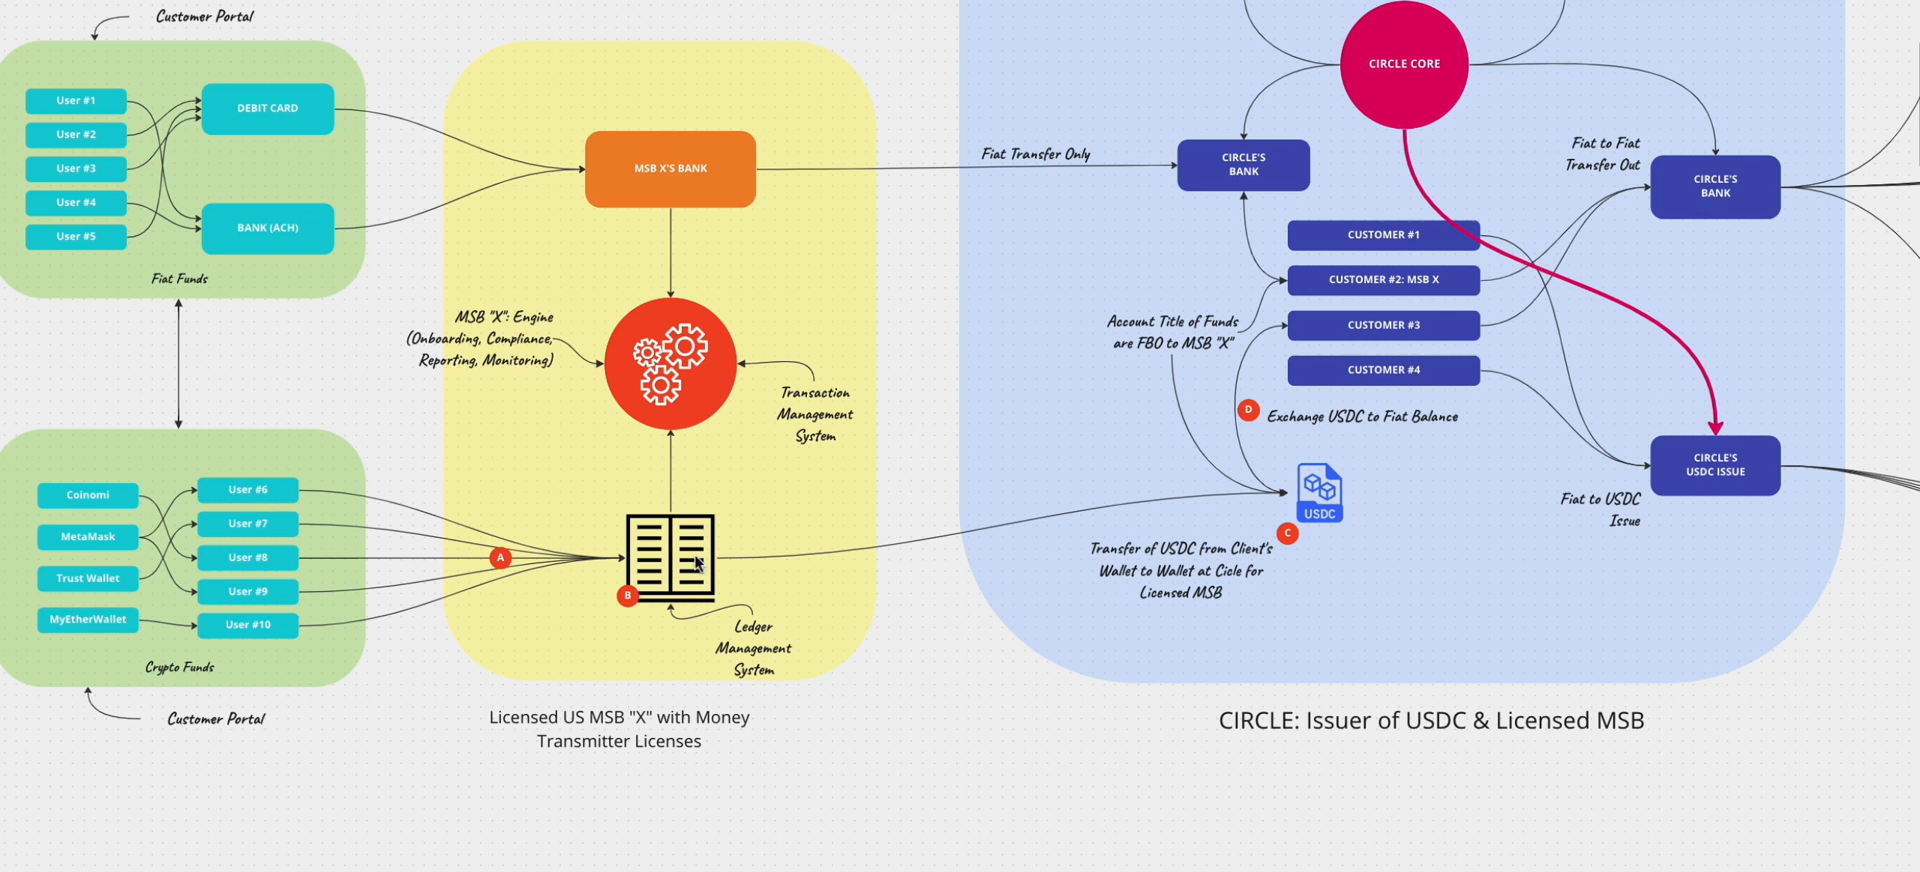 Customer Portal
User #1
User #2
User #3
User #4
User #5
DEBIT CARD
BANK (ACH)
Fiat Funds
Coinomi
MetaMask
Trust Wallet
MyEtherWallet
User #6
User #7
User #8
User #9
User #10
Crypto Funds
Customer Portal
MSB X'S BANK
MSB "X": Engine
(Onboarding, Compliance,
Reporting, Monitoring)
Transaction
Management
System
A
B
Ledger
Management
System
Licensed US MSB "X" with Money
Transmitter Licenses
Fiat Transfer Only
CIRCLE CORE
CIRCLE'S
BANK
Fiat to Fiat
Transfer Out
CIRCLE'S
BANK
CUSTOMER #1
CUSTOMER #2: MSB X
CUSTOMER #3
CUSTOMER #4
Account Title of Funds
are FBO to MSB "X"
D
Exchange USDC to Fiat Balance
USDC
C
Transfer of USDC from Client's
Wallet to Wallet at Cicle for
Licensed MSB
CIRCLE'S
USDC ISSUE
Fiat to USDC
Issue
CIRCLE: Issuer of USDC & Licensed MSB